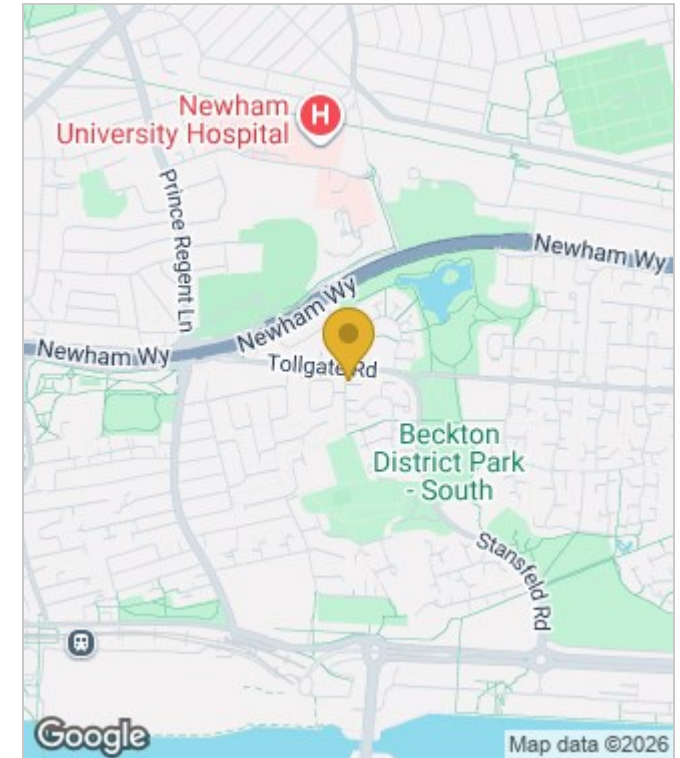 Newham
University Hospital
H
Prince Regent Ln
Newham Wy
Newham Wy
Newham Wy
Tollgate Rd
Beckton
District Park
- South
Stansfeld Rd
Google
Map data ©2026